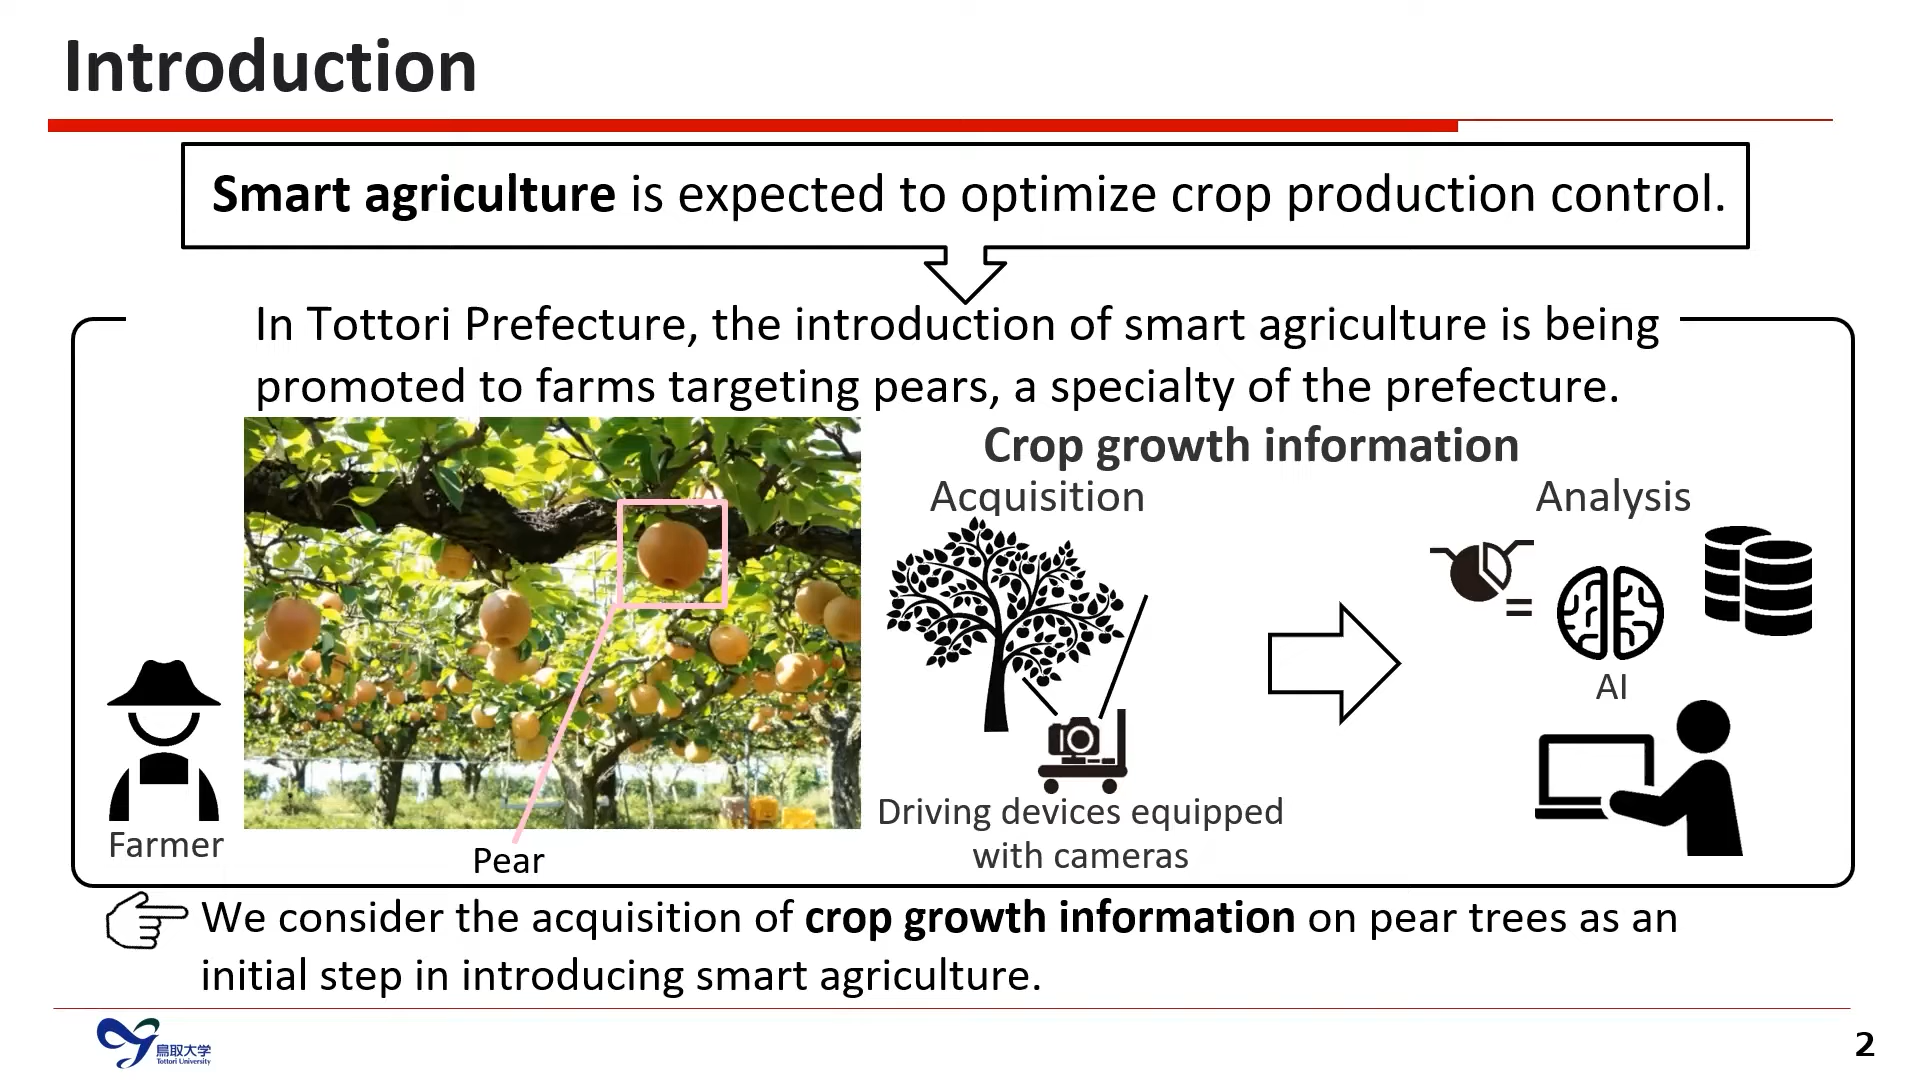 Introduction
Smart agriculture is expected to optimize crop production control.
In Tottori Prefecture, the introduction of smart agriculture is being
promoted to farms targeting pears, a specialty of the prefecture.
Crop growth information
Acquisition
Analysis
=
AI
Driving devices equipped
with cameras
Farmer
Pear
We consider the acquisition of crop growth information on pear trees as an
initial step in introducing smart agriculture.
鳥取大学
Tottori University
2